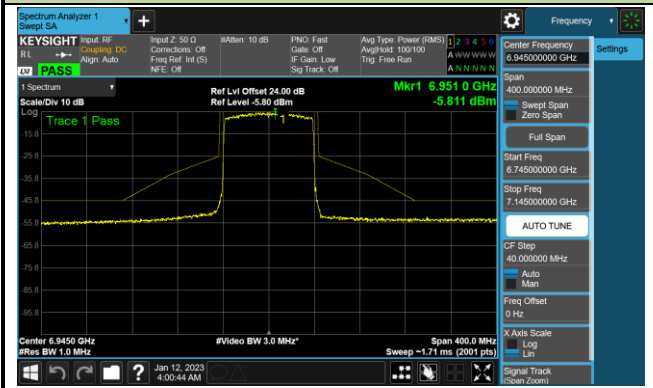 Spectrum Analyzer 1
Swept SA
Frequency
KEYSIGHT
Input: RF
Input Z: 50 Ω
#Atten: 10 dB
PNO: Fast
Avg Type: Power (RMS)
1 2 3 4 5 6
RL
Coupling: DC
Corrections: Off
Gate: Off
Avg|Hold: 100/100
A W W W W W
Align: Auto
Freq Ref: Int (S)
IF Gain: Low
Trig: Free Run
LXI
PASS
NFE: Off
Sig Track: Off
A N N N N N
1 Spectrum
Ref Lvl Offset 24.00 dB
Mkr1 6.951 0 GHz
Scale/Div 10 dB
Ref Level -5.80 dBm
-5.811 dBm
Log
Trace 1 Pass
1
-15.8
-25.8
-35.8
-45.8
-55.8
-65.8
-75.8
-85.8
-95.8
Center 6.9450 GHz
#Video BW 3.0 MHz*
Span 400.0 MHz
#Res BW 1.0 MHz
Sweep ~1.71 ms (2001 pts)
Jan 12, 2023
4:00:44 AM
Center Frequency
6.945000000 GHz
Settings
Span
400.000000 MHz
Swept Span
Zero Span
Full Span
Start Freq
6.745000000 GHz
Stop Freq
7.145000000 GHz
AUTO TUNE
CF Step
40.000000 MHz
Auto
Man
Freq Offset
0 Hz
X Axis Scale
Log
Lin
Signal Track
(Span Zoom)